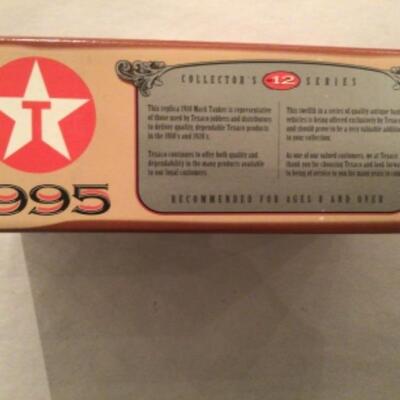 T
995
COLLECTOR'S 12 SERIES
This replica 1910 Mack Tanker is representative
of those used by Texaco jobbers and distributors
to deliver quality, dependable Texaco products
in the 1910's and 1920's.
Texaco continues to offer both quality and
dependability in the many products available
to our loyal customers.
This twelfth in a series of quality antique
vehicles is being offered exclusively by Texaco
and should prove to be a very valuable addition
to your collection.
As one of our valued customers, we at Texaco
thank you for choosing Texaco and look forward
to being of service to you for many years to
RECOMMENDED FOR AGES 8 AND OVER